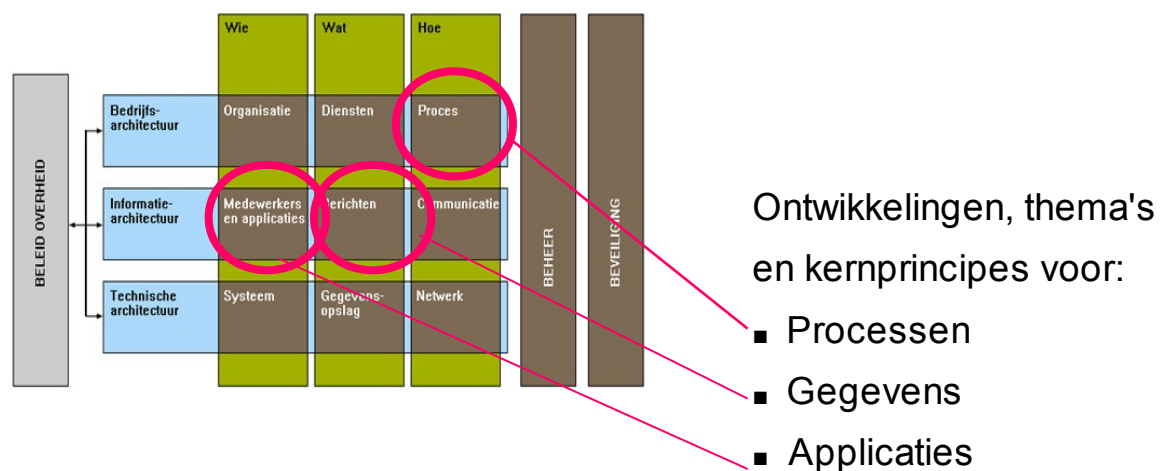 Wie
Wat
Hoe
BELEID OVERHEID
Bedrijfs-
architectuur
Organisatie
Diensten
Proces
Informatie-
architectuur
Medewerkers
en applicaties
Berichten
Communicatie
Technische
architectuur
Systeem
Gegevens-
opslag
Netwerk
BEHEER
BEVEILIGING
Ontwikkelingen, thema's
en kernprincipes voor:
■ Processen
■ Gegevens
■ Applicaties